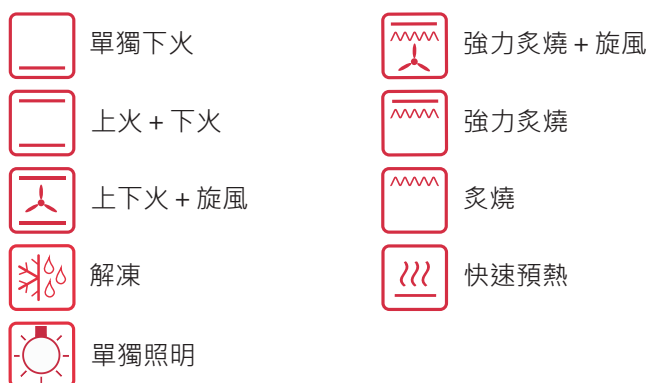 單獨下火
上火 + 下火
上下火 + 旋風
解凍
單獨照明
強力炙燒 + 旋風
強力炙燒
炙燒
快速預熱